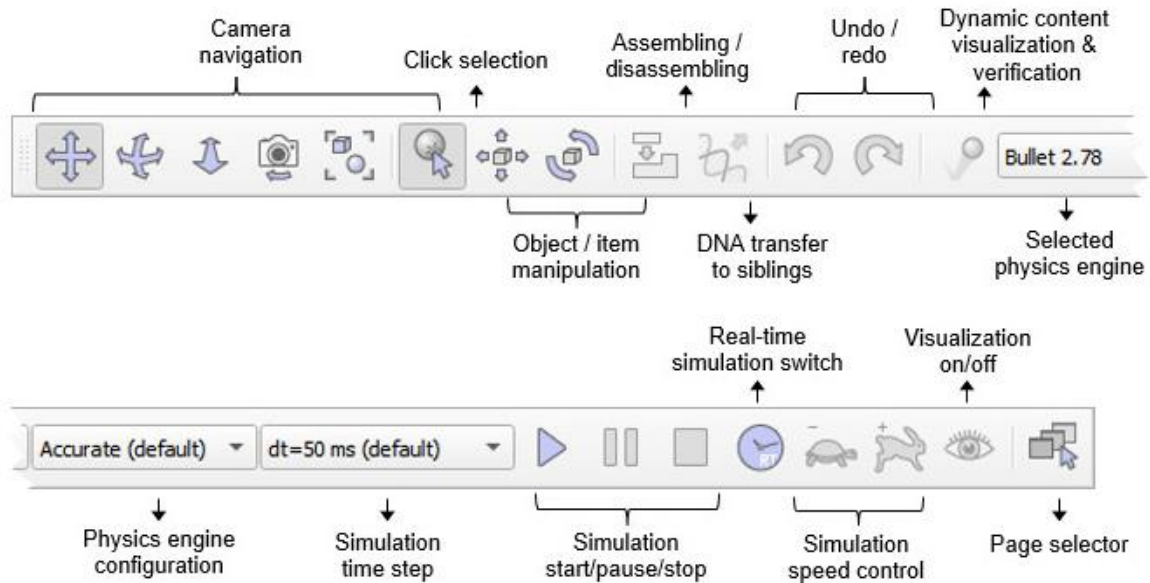 Camera
navigation
Click selection
Assembling /
disassembling
Undo /
redo
Dynamic content
visualization &
verification
Bullet 2.78
Object / item
manipulation
DNA transfer
to siblings
Selected
physics engine
Real-time
simulation switch
Visualization
on/off
Accurate (default)
dt=50 ms (default)
RT
-
+
Physics engine
configuration
Simulation
time step
Simulation
start/pause/stop
Simulation
speed control
Page selector